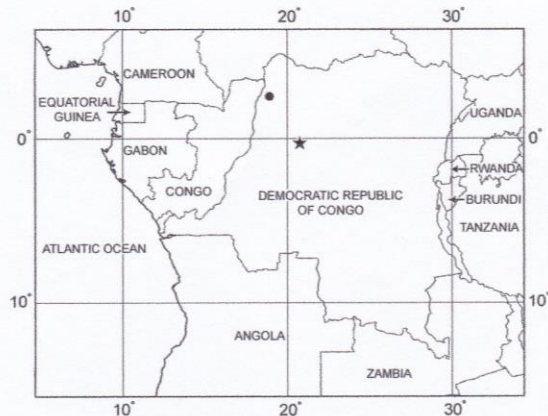 10°
20°
30°
CAMEROON
EQUATORIAL
GUINEA
UGANDA
0°
0°
GABON
RWANDA
CONGO
DEMOCRATIC REPUBLIC
OF CONGO
BURUNDI
TANZANIA
ATLANTIC OCEAN
10°
10°
ANGOLA
ZAMBIA
10°
20°
30°